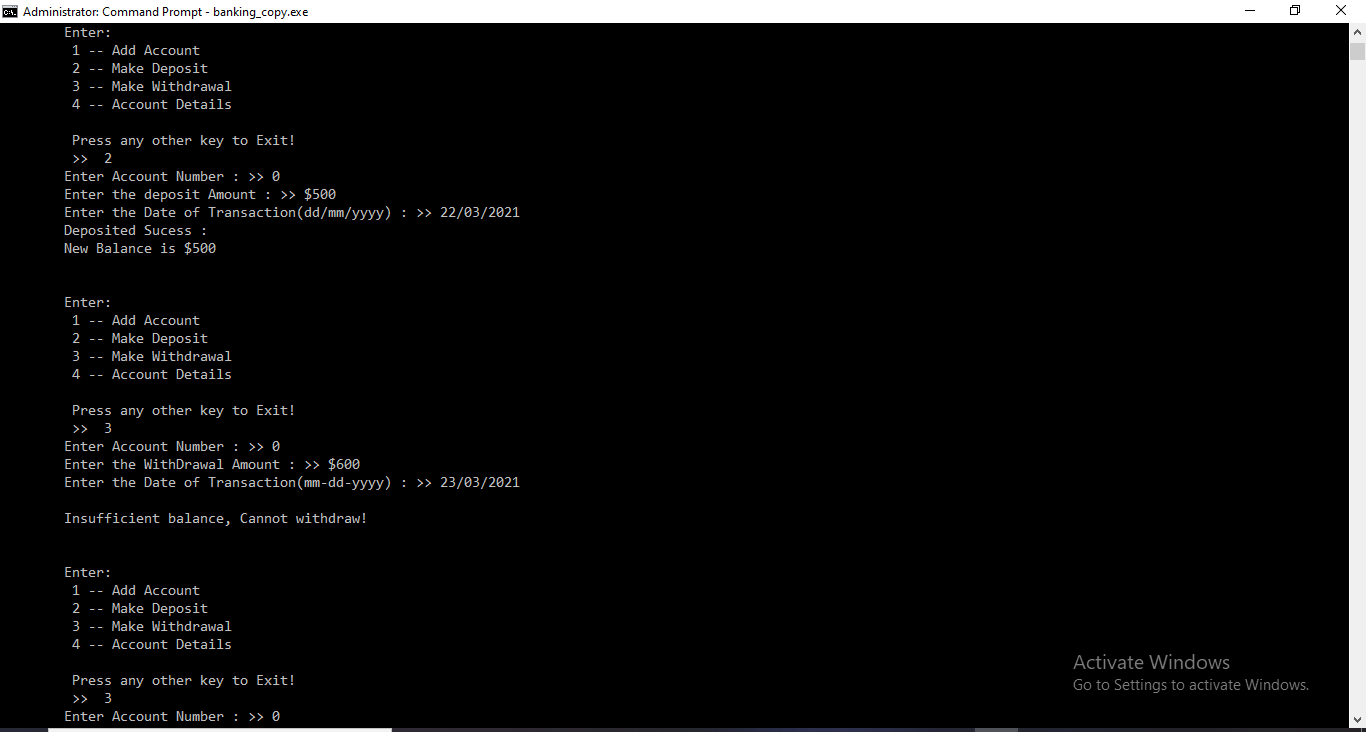 Administrator: Command Prompt - banking_copy.exe
Enter:
1 -- Add Account
2 -- Make Deposit
3 -- Make Withdrawal
4 -- Account Details
Press any other key to Exit!
>> 2
Enter Account Number : >> 0
Enter the deposit Amount : >> $500
Enter the Date of Transaction(dd/mm/yyyy) : >> 22/03/2021
Deposited Sucess :
New Balance is $500
Enter:
1 -- Add Account
2 -- Make Deposit
3 -- Make Withdrawal
4 -- Account Details
Press any other key to Exit!
>> 3
Enter Account Number : >> 0
Enter the WithDrawal Amount : >> $600
Enter the Date of Transaction(mm-dd-yyyy) : >> 23/03/2021
Insufficient balance, Cannot withdraw!
Enter:
1 -- Add Account
2 -- Make Deposit
3 -- Make Withdrawal
4 -- Account Details
Press any other key to Exit!
>> 3
Enter Account Number : >> 0
Activate Windows
Go to Settings to activate Windows.